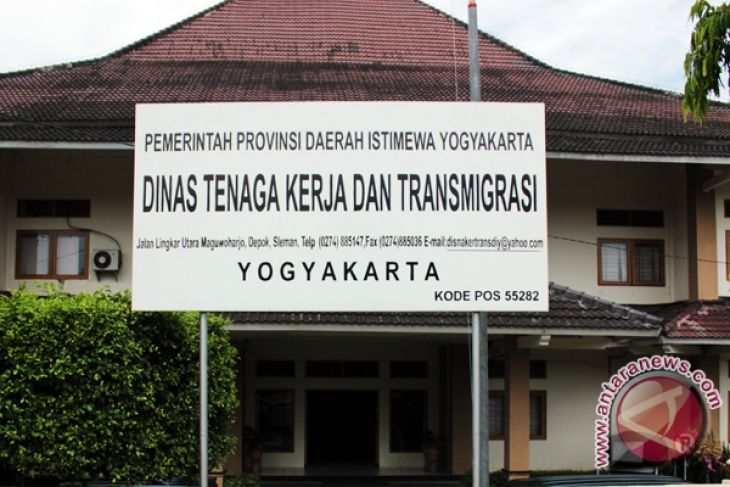 PEMERINTAH PROVINSI DAERAH ISTIMEWA YOGYAKARTA
DINAS TENAGA KERJA DAN TRANSMIGRASI
Jalan Lingkar Utara Maguwoharjo, Depok, Sleman, Telp (0274) 885147,Fax (0274)885036 E-mail:disnakertransdiy@yahoo.com
YOGYAKARTA
KODE POS 55282
www.antaranews.com